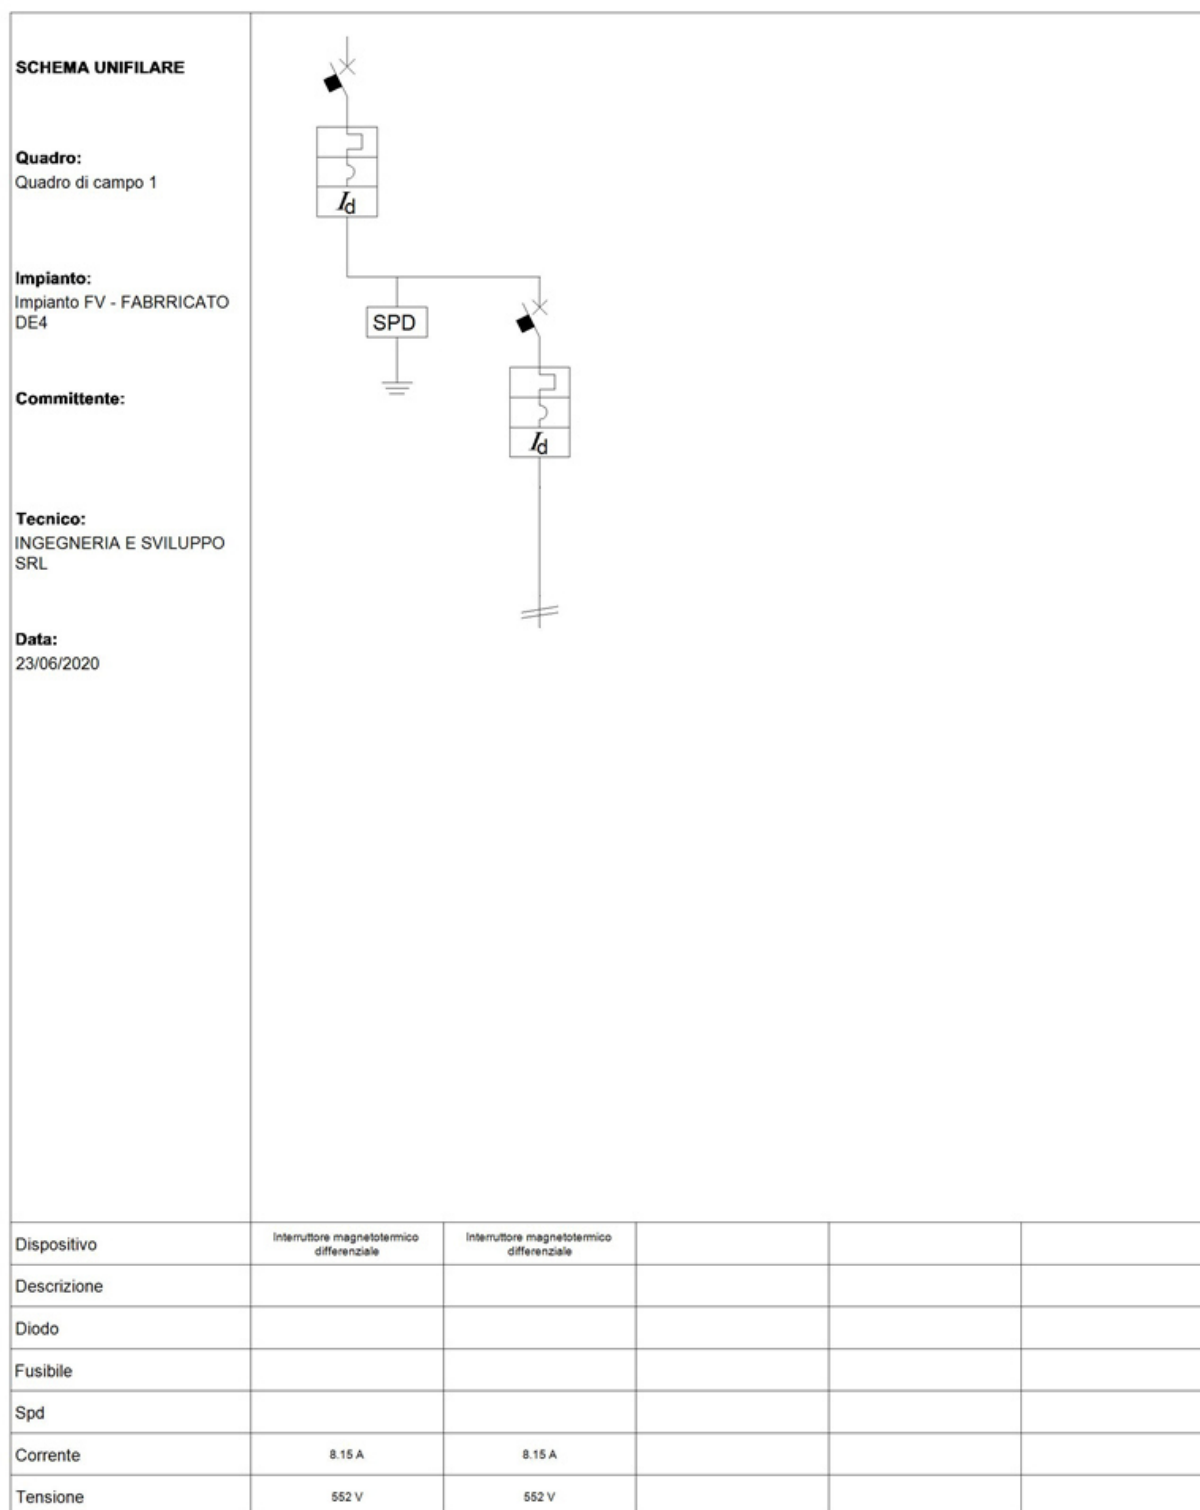 SCHEMA UNIFILARE
Quadro:
Quadro di campo 1
Impianto:
Impianto FV - FABRRICATO
DE4
Committente:
Tecnico:
INGEGNERIA E SVILUPPO
SRL
Data:
23/06/2020
Id
SPD
Id
Dispositivo
Interruttore magnetotermico
differenziale
Interruttore magnetotermico
differenziale
Descrizione
Diodo
Fusibile
Spd
Corrente 8.15 A 8.15 A
Tensione 552 V 552 V